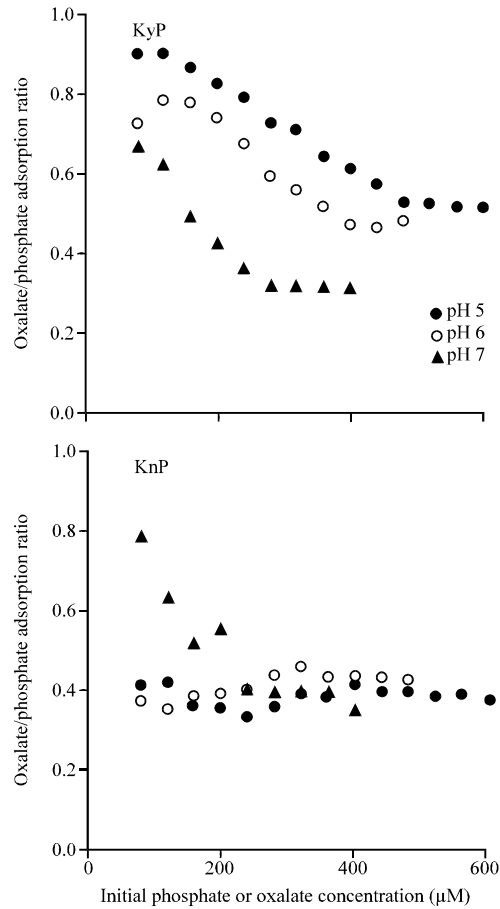 1.0
KyP
0.8
0.6
0.4
0.2
0.0
Oxalate/phosphate adsorption ratio
pH 5
pH 6
pH 7
1.0
KnP
0.8
0.6
0.4
0.2
0.0
Oxalate/phosphate adsorption ratio
0 200 400 600
Initial phosphate or oxalate concentration (µM)